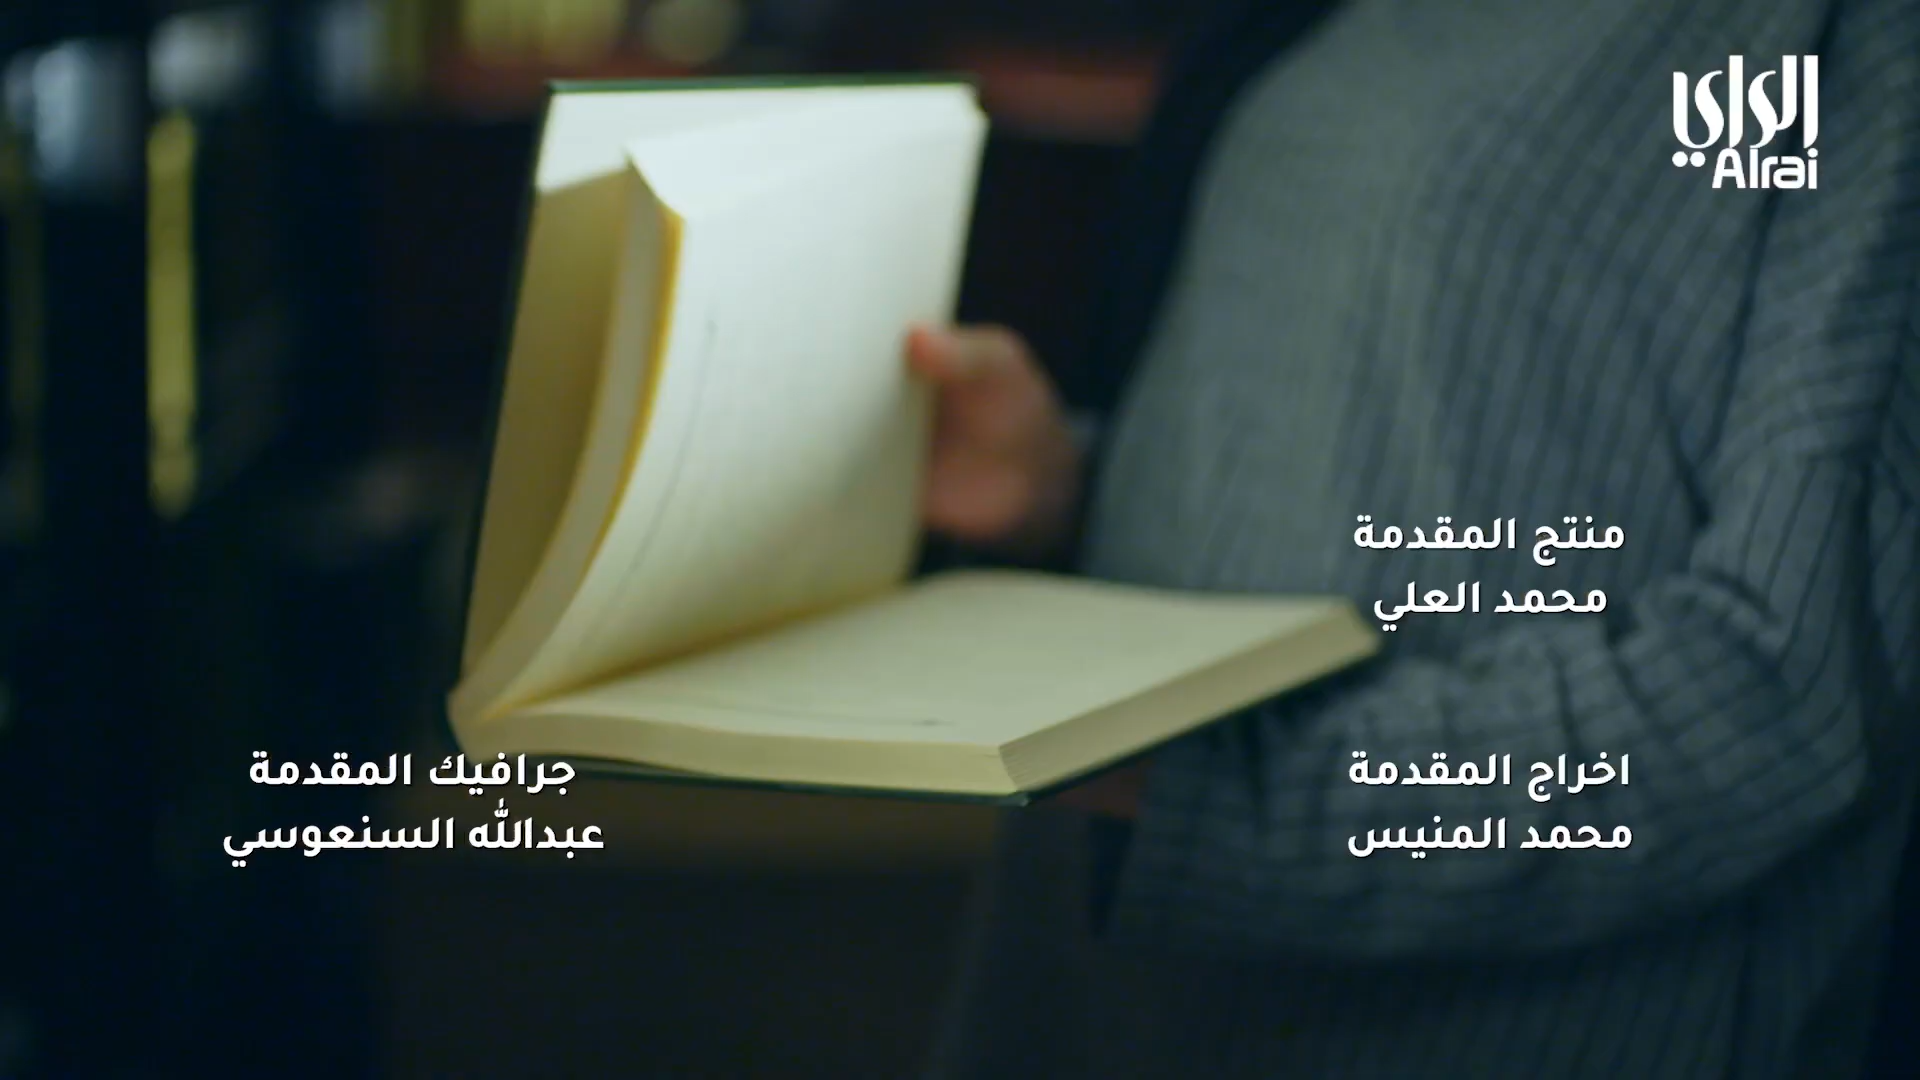 الراي
Alrai
منتج المقدمة
محمد العلي
اخراج المقدمة
محمد المنيس
جرافيك المقدمة
عبدالله السنعوسي